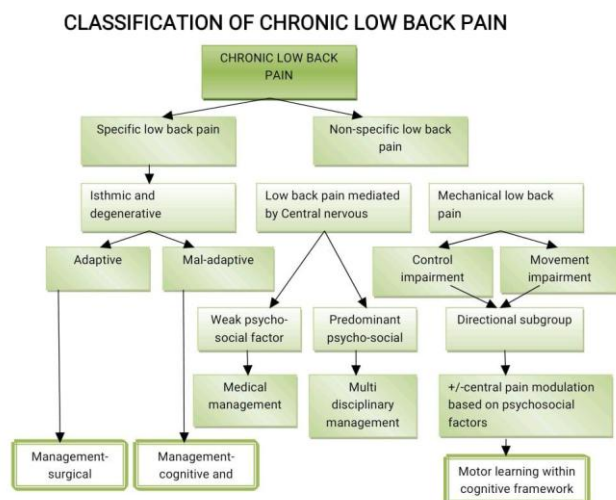 CLASSIFICATION OF CHRONIC LOW BACK PAIN
CHRONIC LOW BACK
PAIN
Specific low back pain
Non-specific low back
pain
Isthmic and
degenerative
Low back pain mediated
by Central nervous
Mechanical low back
pain
Adaptive
Mal-adaptive
Control
impairment
Movement
impairment
Weak psycho-
social factor
Predominant
psycho-social
Directional subgroup
Medical
management
Multi
disciplinary
management
+/-central pain modulation
based on psychosocial
factors
Management-
surgical
Management-
cognitive and
Motor learning within
cognitive framework